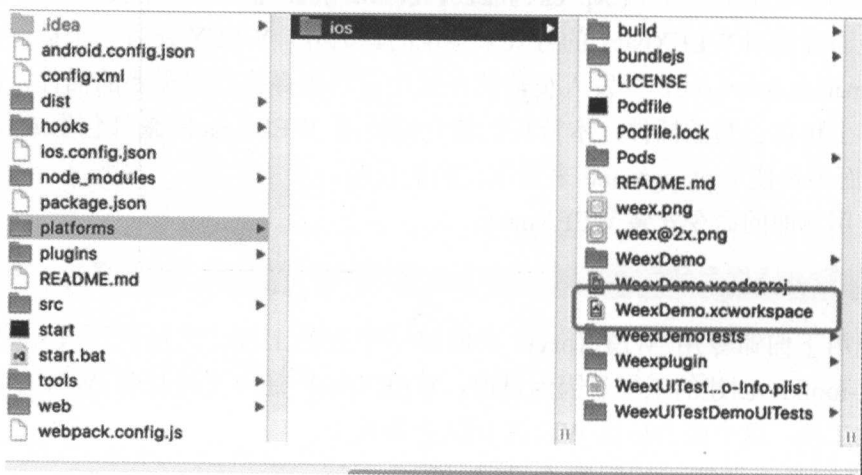 .idea
android.config.json
config.xml
dist
hooks
ios.config.json
node_modules
package.json
platforms
plugins
README.md
src
start
start.bat
tools
web
webpack.config.js
ios
build
bundlejs
LICENSE
Podfile
Podfile.lock
Pods
README.md
weex.png
weex@2x.png
WeexDemo
WeexDemo.xcodeproj
WeexDemo.xcworkspace
WeexDemoTests
Weexplugin
WeexUITest...o-Info.plist
WeexUITestDemoUITests